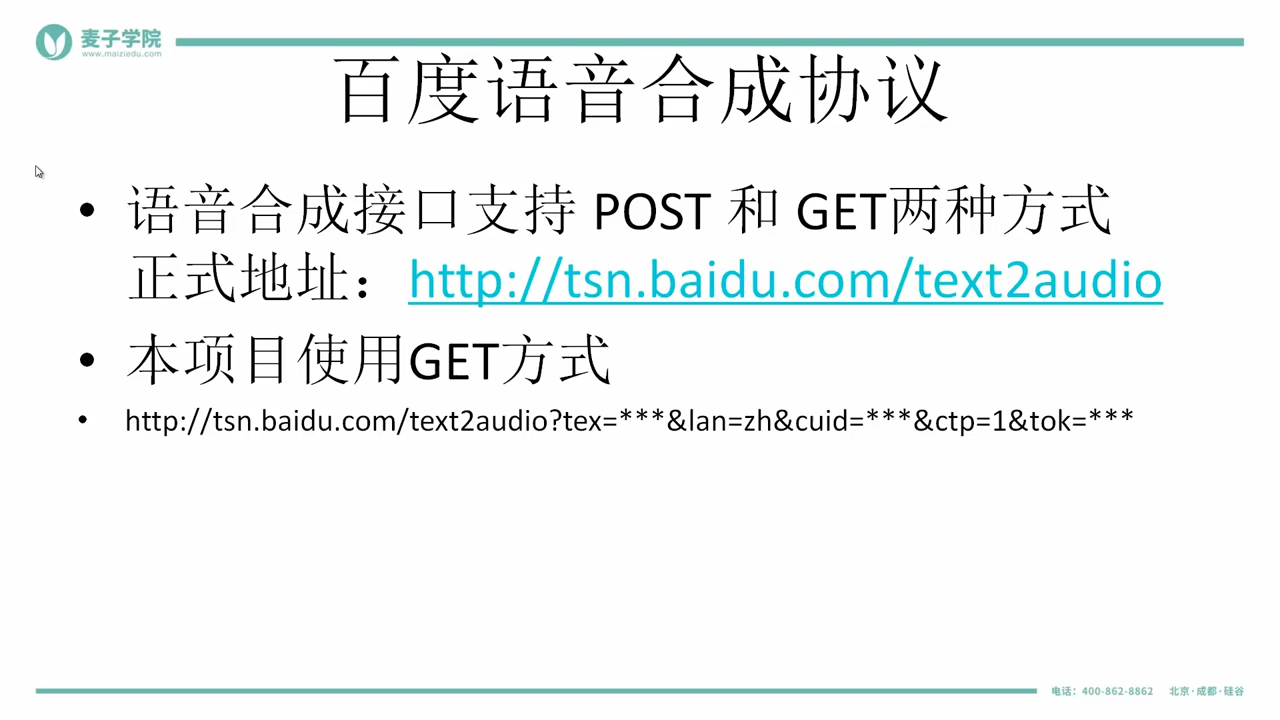 麦子学院
www.maiziedu.com
百度语音合成协议
• 语音合成接口支持 POST 和 GET两种方式
正式地址：http://tsn.baidu.com/text2audio
• 本项目使用GET方式
• http://tsn.baidu.com/text2audio?tex=***&lan=zh&cuid=***&ctp=1&tok=***
电话：400-862-8862 北京·成都·硅谷